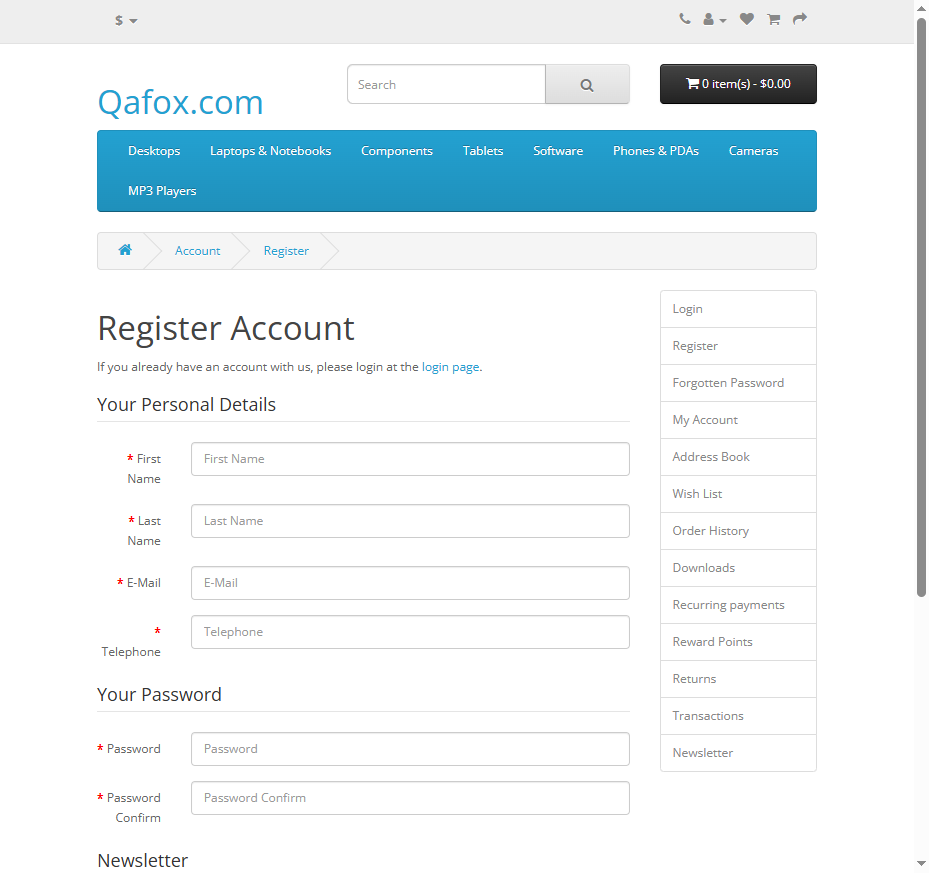 $
Qafox.com
Search
0 item(s) - $0.00
Desktops Laptops & Notebooks Components Tablets Software Phones & PDAs Cameras
MP3 Players
Account Register
Register Account
If you already have an account with us, please login at the login page.
Your Personal Details
* First
Name
First Name
* Last
Name
Last Name
* E-Mail
E-Mail
*
Telephone
Telephone
Your Password
* Password
Password
* Password
Confirm
Password Confirm
Newsletter
Login
Register
Forgotten Password
My Account
Address Book
Wish List
Order History
Downloads
Recurring payments
Reward Points
Returns
Transactions
Newsletter